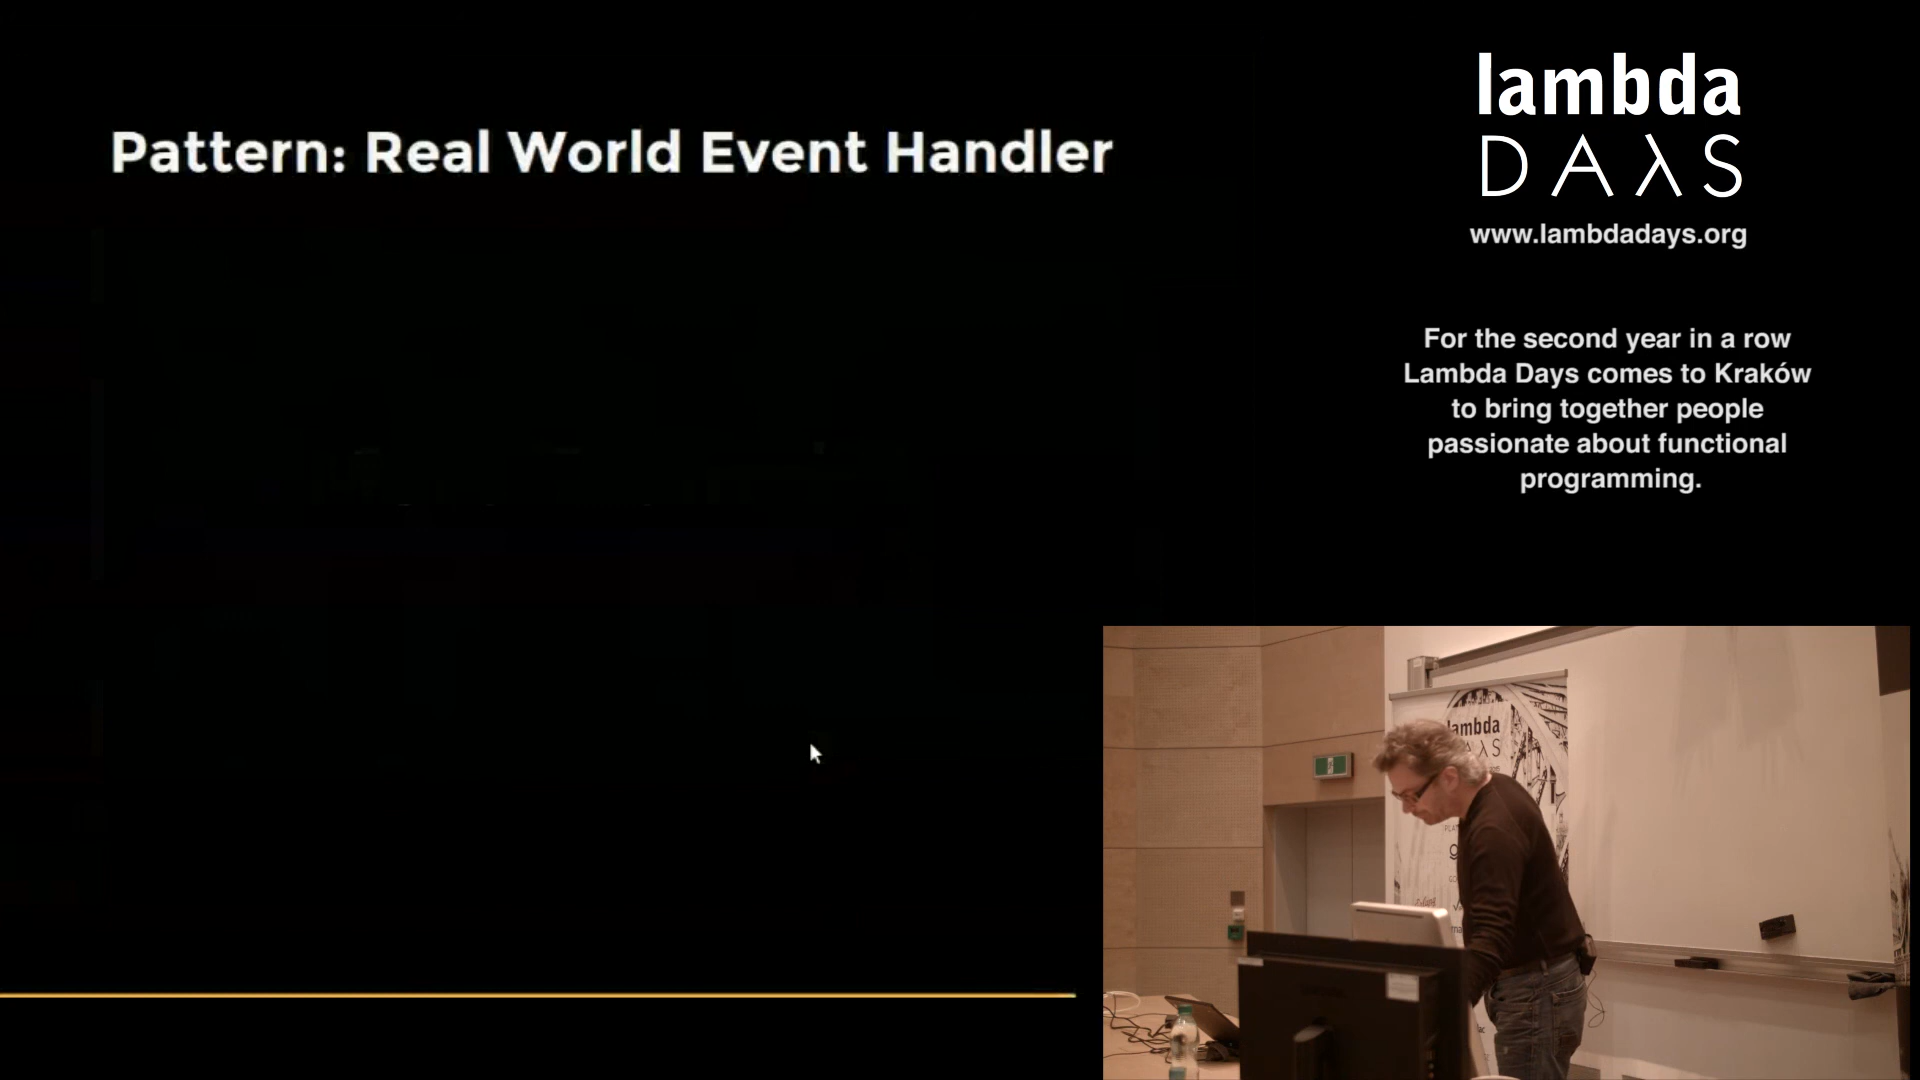 Pattern: Real World Event Handler
lambda
DAλS
www.lambdadays.org
For the second year in a row
Lambda Days comes to Kraków
to bring together people
passionate about functional
programming.
lambda